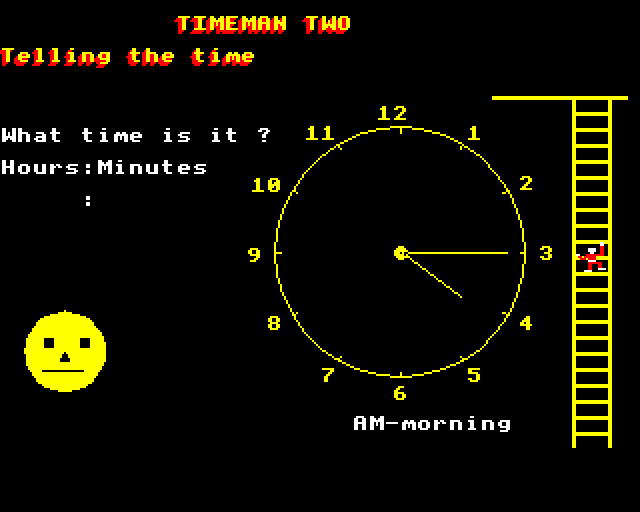 TIMEMAN TWO
Telling the time
What time is it ?
Hours:Minutes
:
12
11
1
10
2
9
3
8
4
7
5
6
AM-morning